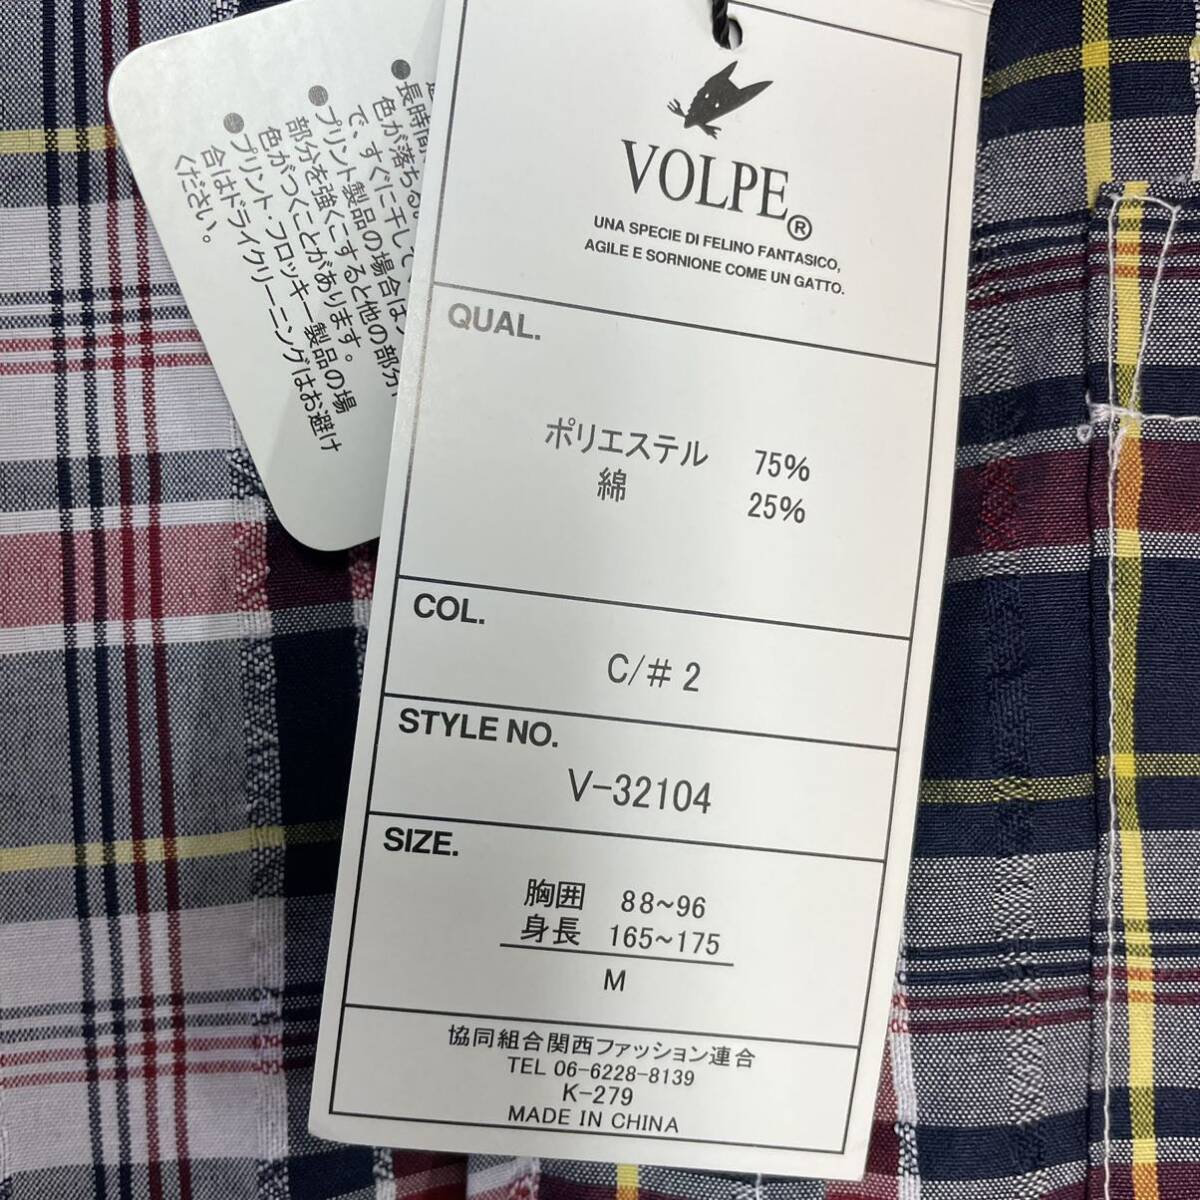 VOLPE®
UNA SPECIE DI FELINO FANTASICO,
AGILE E SORNIONE COME UN GATTO.
QUAL.
ポリエステル 75%
綿 25%
COL.
C/# 2
STYLE NO.
V-32104
SIZE.
胸囲 88~96
身長 165~175
M
協同組合関西ファッション連合
TEL 06-6228-8139
K-279
MADE IN CHINA
●長時間
色が落ちる
で、すぐに干して
●プリント製品の場合は
部分を強くすると他の部分
色がつくことがあります。
●プリント・フロッキー製品の場
合はドライクリーニングはお避け
ください。